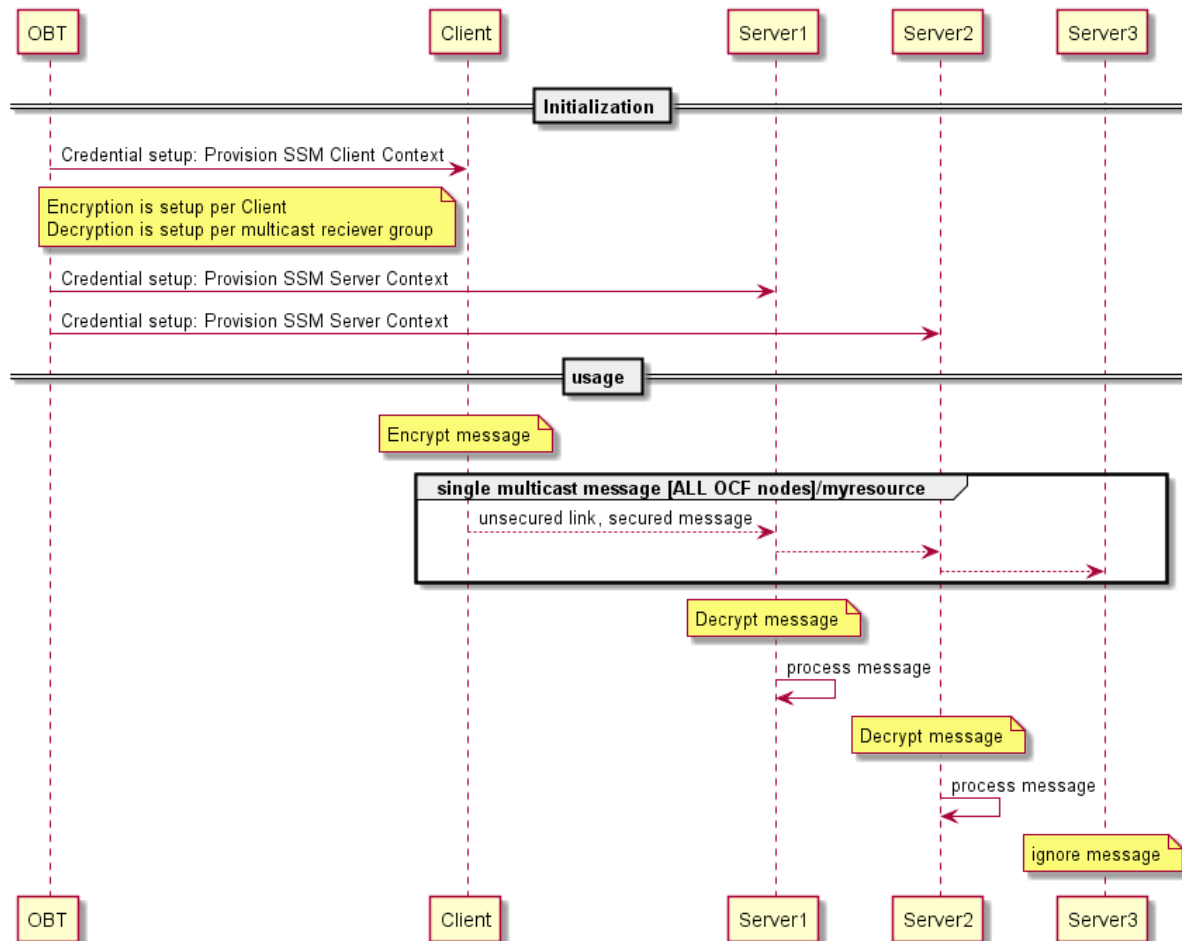 OBT Client Server1 Server2 Server3
Initialization
Credential setup: Provision SSM Client Context
Encryption is setup per Client
Decryption is setup per multicast reciever group
Credential setup: Provision SSM Server Context
Credential setup: Provision SSM Server Context
usage
Encrypt message
single multicast message [ALL OCF nodes]/myresource
unsecured link, secured message
Decrypt message
process message
Decrypt message
process message
ignore message
OBT Client Server1 Server2 Server3